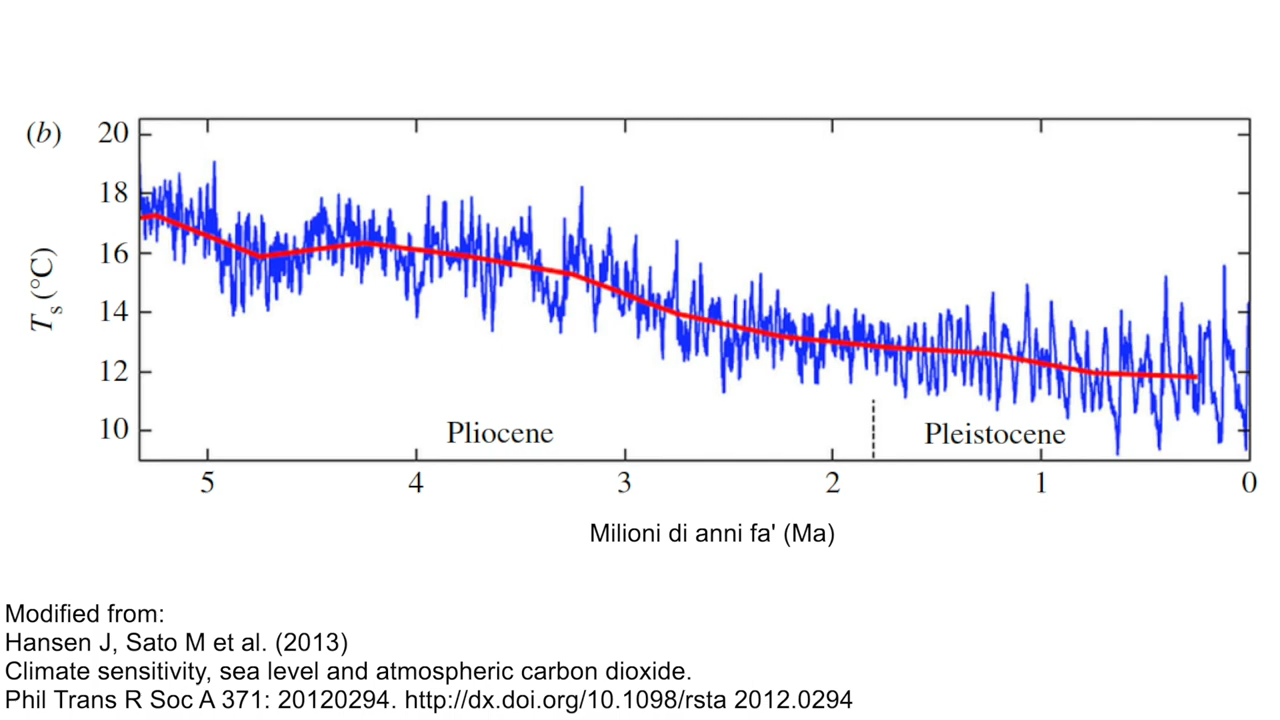 (b)
20
18
16
14
12
10
Ts (°C)
Pliocene
Pleistocene
5 4 3 2 1 0
Milioni di anni fa' (Ma)
Modified from:
Hansen J, Sato M et al. (2013)
Climate sensitivity, sea level and atmospheric carbon dioxide.
Phil Trans R Soc A 371: 20120294. http://dx.doi.org/10.1098/rsta 2012.0294